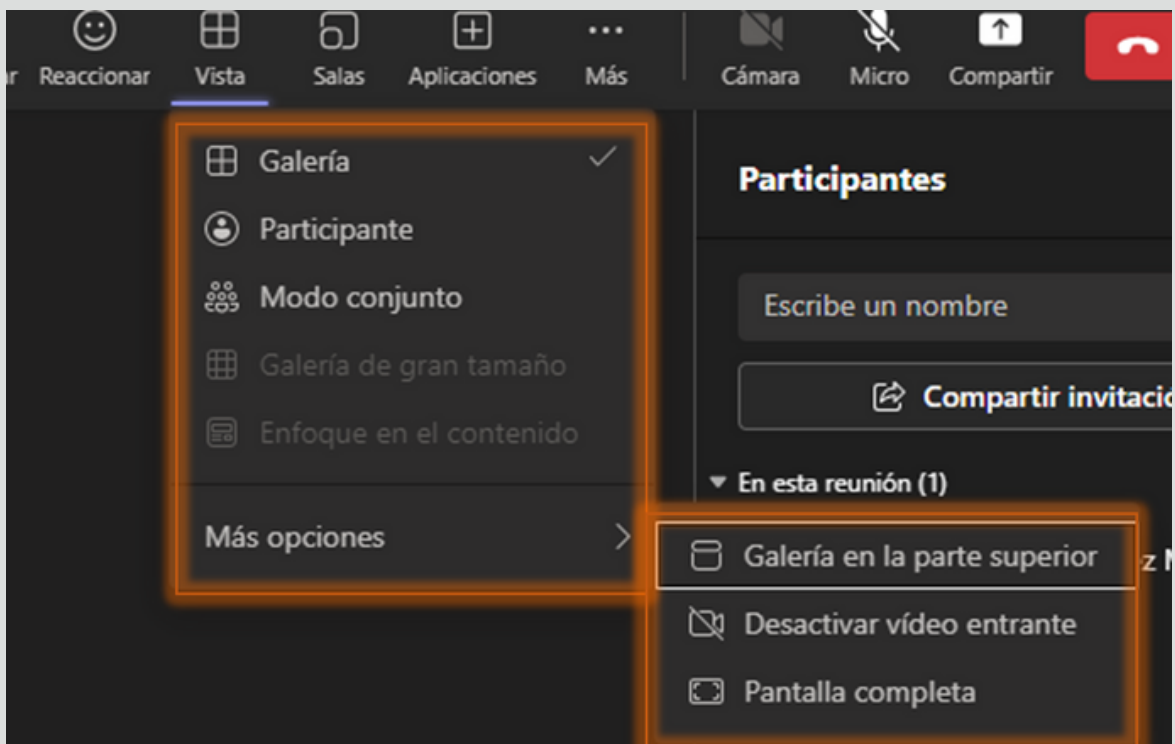 Reaccionar Vista Salas Aplicaciones Más Cámara Micro Compartir
Galería
Participante
Modo conjunto
Galería de gran tamaño
Enfoque en el contenido
Más opciones
Participantes
Escribe un nombre
Compartir invitació
En esta reunión (1)
Galería en la parte superior
Desactivar vídeo entrante
Pantalla completa